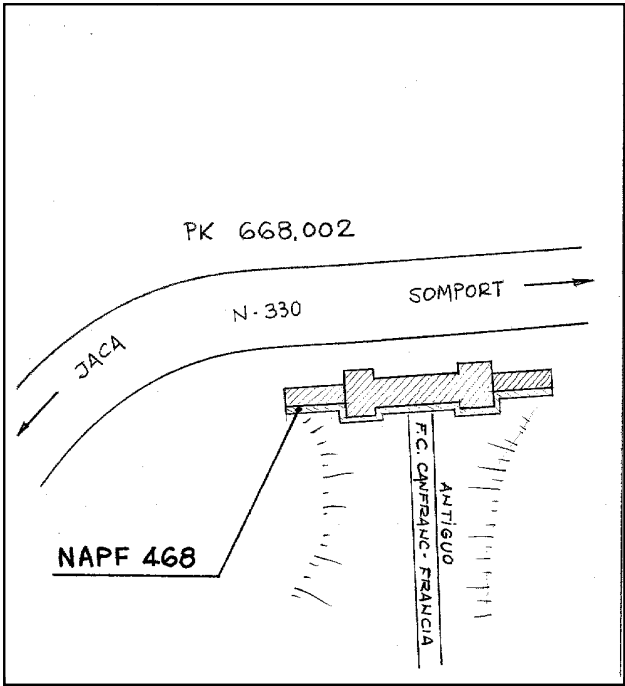 PK 668,002
SOMPORT
N-330
JACA
NAPF 468
ANTIGUO
F.C. CANFRANC-FRANCIA